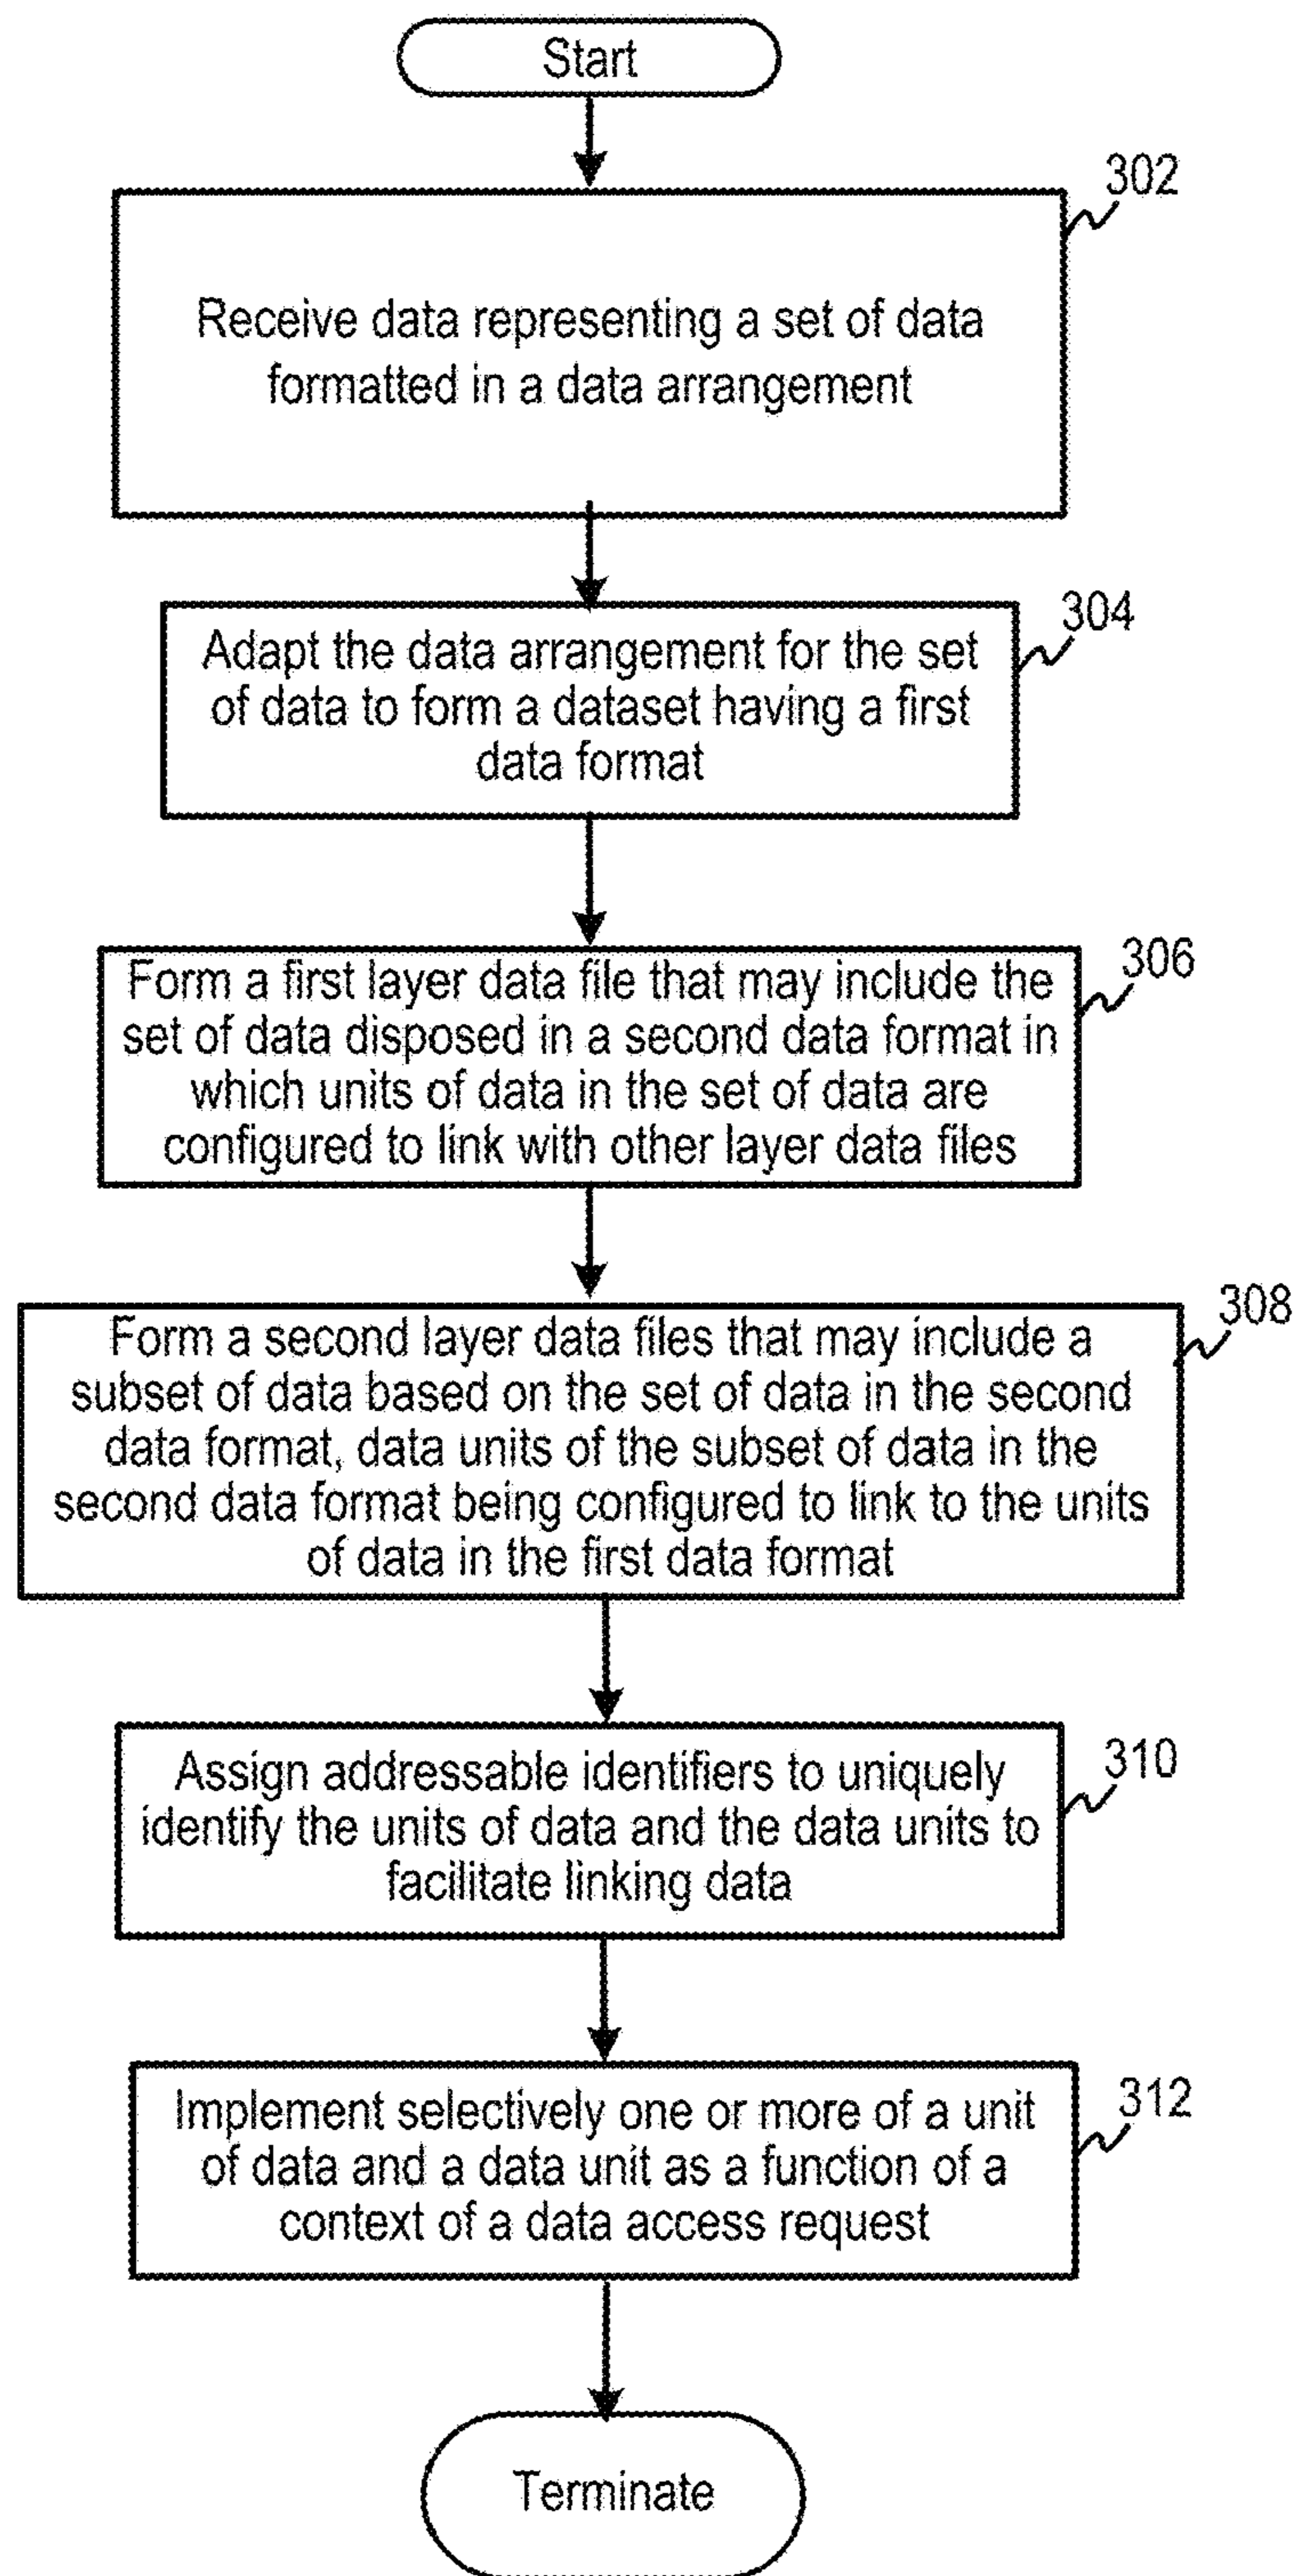 Start
302
Receive data representing a set of data
formatted in a data arrangement
304
Adapt the data arrangement for the set
of data to form a dataset having a first
data format
306
Form a first layer data file that may include the
set of data disposed in a second data format in
which units of data in the set of data are
configured to link with other layer data files
308
Form a second layer data files that may include a
subset of data based on the set of data in the second
data format, data units of the subset of data in the
second data format being configured to link to the units
of data in the first data format
310
Assign addressable identifiers to uniquely
identify the units of data and the data units to
facilitate linking data
312
Implement selectively one or more of a unit
of data and a data unit as a function of a
context of a data access request
Terminate